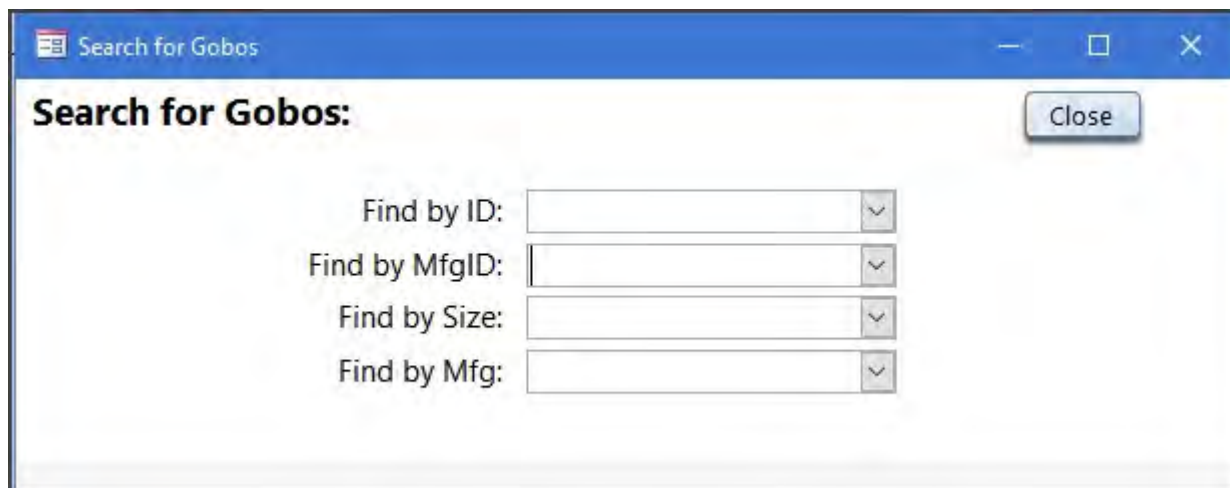 Search for Gobos
Search for Gobos:
Close
Find by ID:
Find by MfgID:
Find by Size:
Find by Mfg: